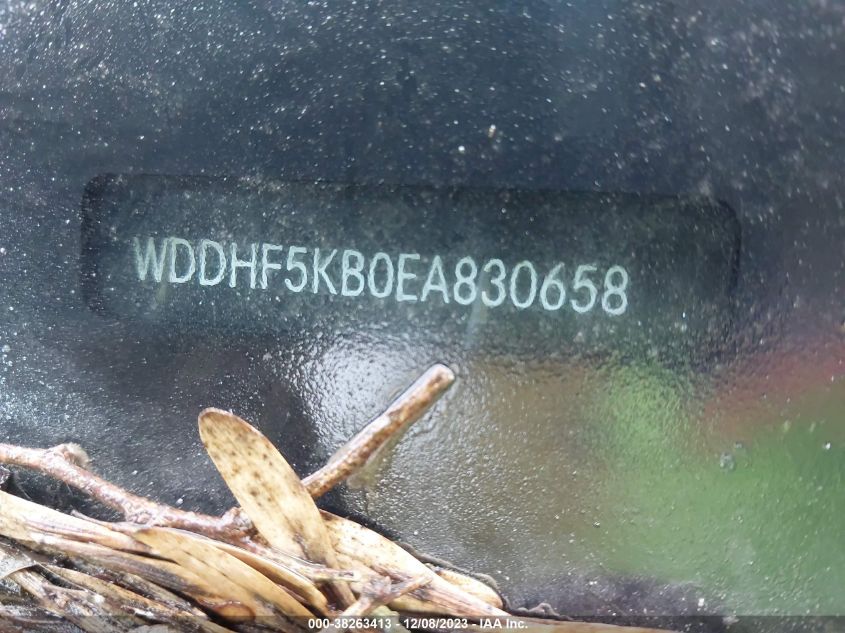 WDDHF5KB0EA830658
000-38263413 - 12/08/2023 - IAA Inc.